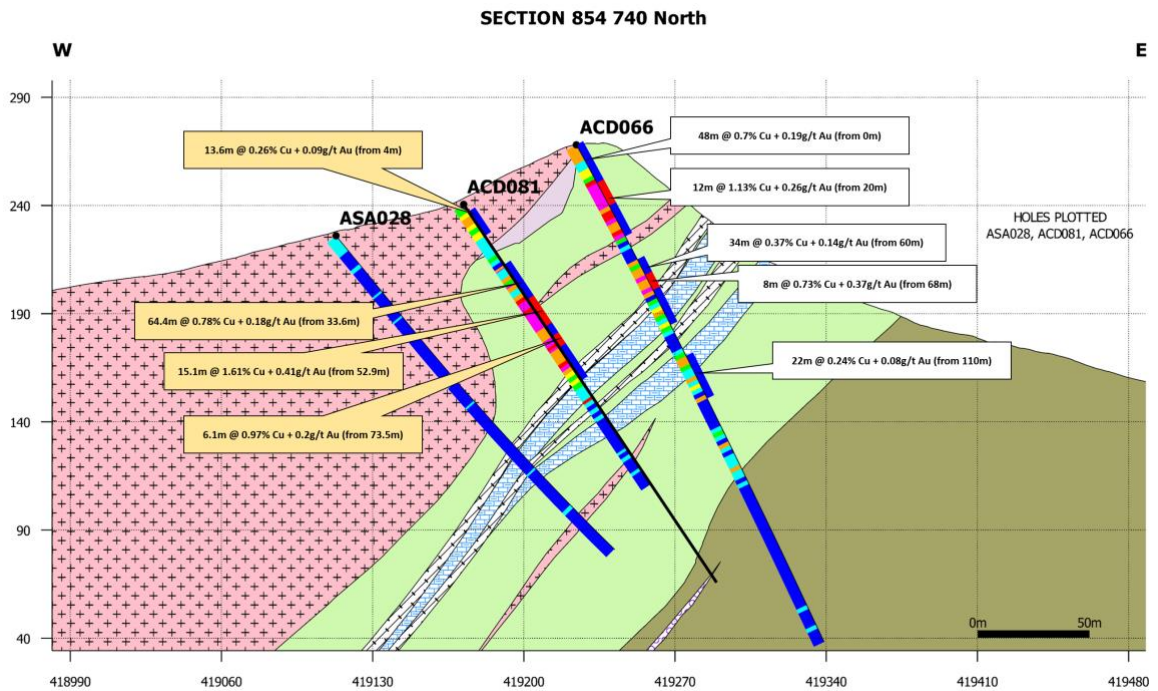 SECTION 854 740 North
W
E
290
240
190
140
90
40
ACD066
ACD081
ASA028
13.6m @ 0.26% Cu + 0.09g/t Au (from 4m)
48m @ 0.7% Cu + 0.19g/t Au (from 0m)
12m @ 1.13% Cu + 0.26g/t Au (from 20m)
34m @ 0.37% Cu + 0.14g/t Au (from 60m)
8m @ 0.73% Cu + 0.37g/t Au (from 68m)
22m @ 0.24% Cu + 0.08g/t Au (from 110m)
HOLES PLOTTED
ASA028, ACD081, ACD066
64.4m @ 0.78% Cu + 0.18g/t Au (from 33.6m)
15.1m @ 1.61% Cu + 0.41g/t Au (from 52.9m)
6.1m @ 0.97% Cu + 0.2g/t Au (from 73.5m)
0m 50m
418990 419060 419130 419200 419270 419340 419410 419480